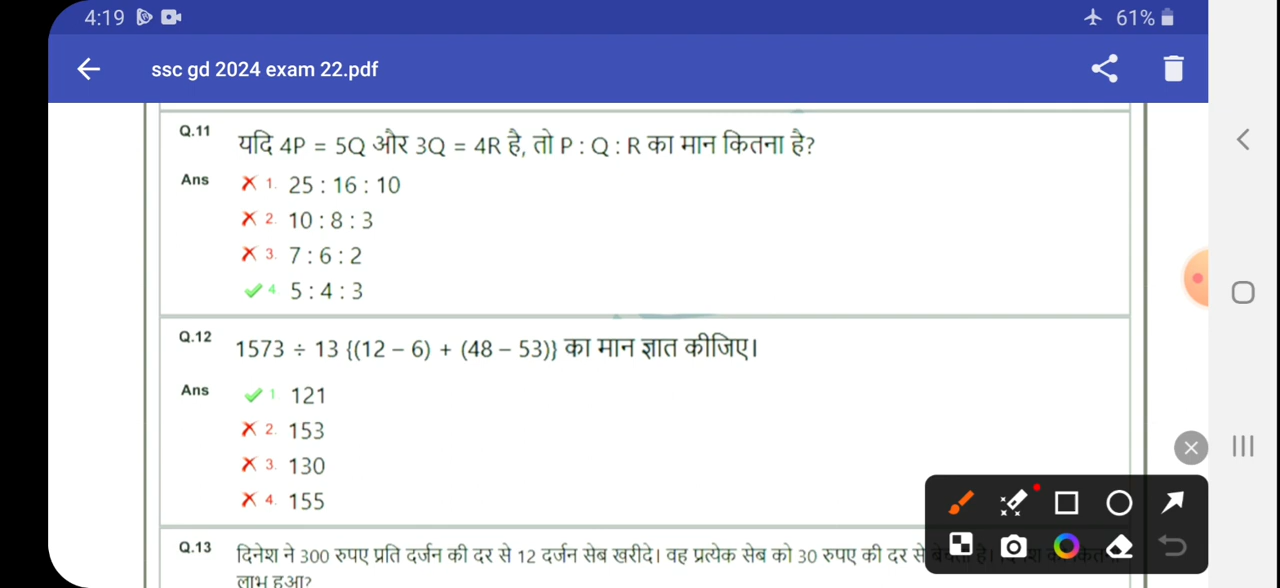 4:19 61%
ssc gd 2024 exam 22.pdf
Q.11 यदि 4P = 5Q और 3Q = 4R है, तो P : Q : R का मान कितना है?
Ans 1. 25 : 16 : 10
2. 10 : 8 : 3
3. 7 : 6 : 2
4 5 : 4 : 3
Q.12 1573 ÷ 13 {(12 – 6) + (48 – 53)} का मान ज्ञात कीजिए।
Ans 1 121
2. 153
3. 130
4. 155
Q.13 दिनेश ने 300 रुपए प्रति दर्जन की दर से 12 दर्जन सेब खरीदे। वह प्रत्येक सेब को 30 रुपए की दर से
लाभ हुआ?